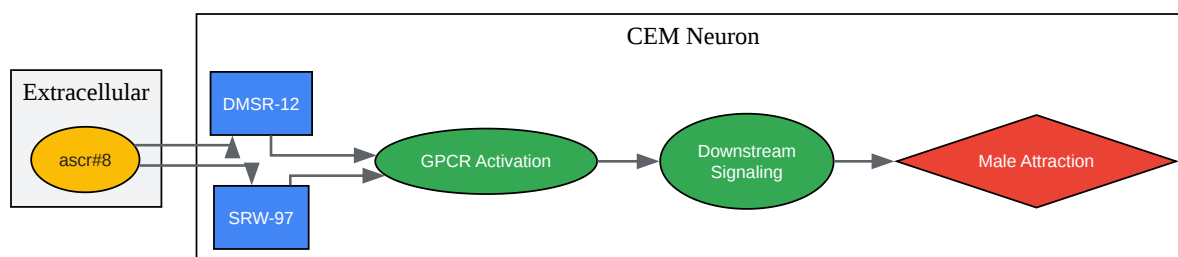 CEM Neuron
Extracellular
ascr#8
DMSR-12
SRW-97
GPCR Activation
Downstream
Signaling
Male Attraction